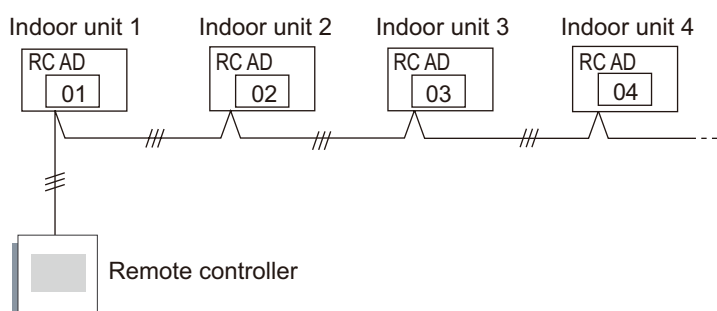 Indoor unit 1 Indoor unit 2 Indoor unit 3 Indoor unit 4
RC AD RC AD RC AD RC AD
01 02 03 04
Remote controller